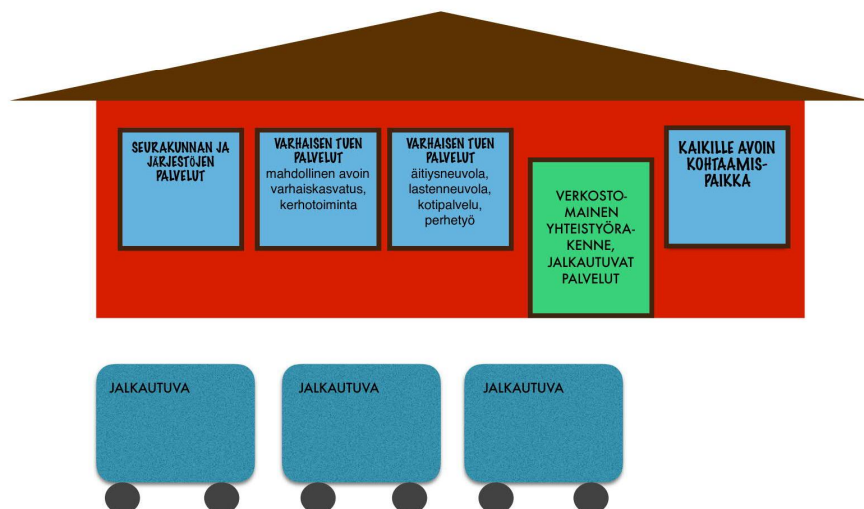 SEURAKUNNAN JA
JÄRJESTÖJEN
PALVELUT
VARHAISEN TUEN
PALVELUT
mahdollinen avoin
varhaiskasvatus,
kerhotoiminta
VARHAISEN TUEN
PALVELUT
äitiysneuvola,
lastenneuvola,
kotipalvelu,
perhetyö
VERKOSTO-
MAINEN
YHTEISTYÖRA-
KENNE,
JALKAUTUVAT
PALVELUT
KAIKILLE AVOIN
KOHTAAMIS-
PAIKKA
JALKAUTUVA
JALKAUTUVA
JALKAUTUVA